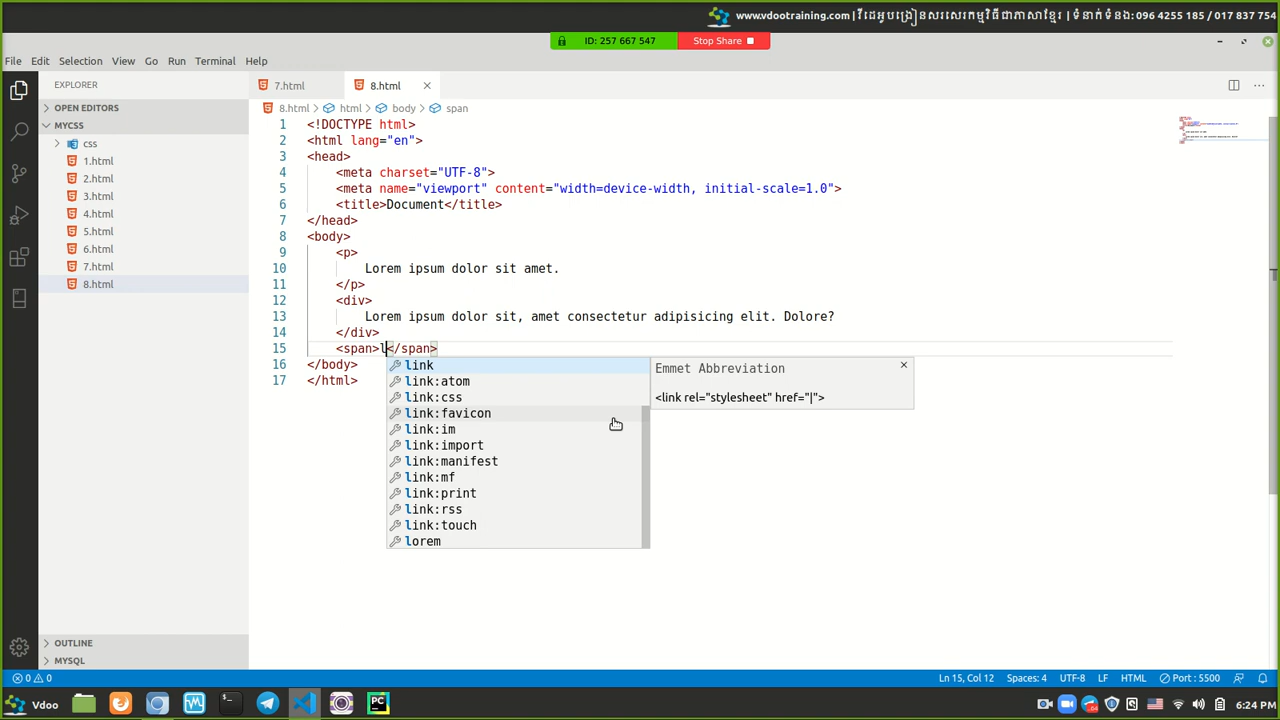 www.vdootraining.com | វីដេអូបង្រៀនសរសេរកម្មវិធីជាភាសាខ្មែរ | ទំនាក់ទំនង: 096 4255 185 / 017 837 754
ID: 257 667 547 Stop Share
File Edit Selection View Go Run Terminal Help
EXPLORER
OPEN EDITORS
MYCSS
css
1.html
2.html
3.html
4.html
5.html
6.html
7.html
8.html
OUTLINE
MYSQL
7.html 8.html
8.html > html > body > span
1 <!DOCTYPE html>
2 <html lang="en">
3 <head>
4 <meta charset="UTF-8">
5 <meta name="viewport" content="width=device-width, initial-scale=1.0">
6 <title>Document</title>
7 </head>
8 <body>
9 <p>
10 Lorem ipsum dolor sit amet.
11 </p>
12 <div>
13 Lorem ipsum dolor sit, amet consectetur adipisicing elit. Dolore?
14 </div>
15 <span>l</span>
16 </body>
17 </html>
link
link:atom
link:css
link:favicon
link:im
link:import
link:manifest
link:mf
link:print
link:rss
link:touch
lorem
Emmet Abbreviation
<link rel="stylesheet" href="|">
0 0 Ln 15, Col 12 Spaces: 4 UTF-8 LF HTML Port : 5500
Vdoo 6:24 PM